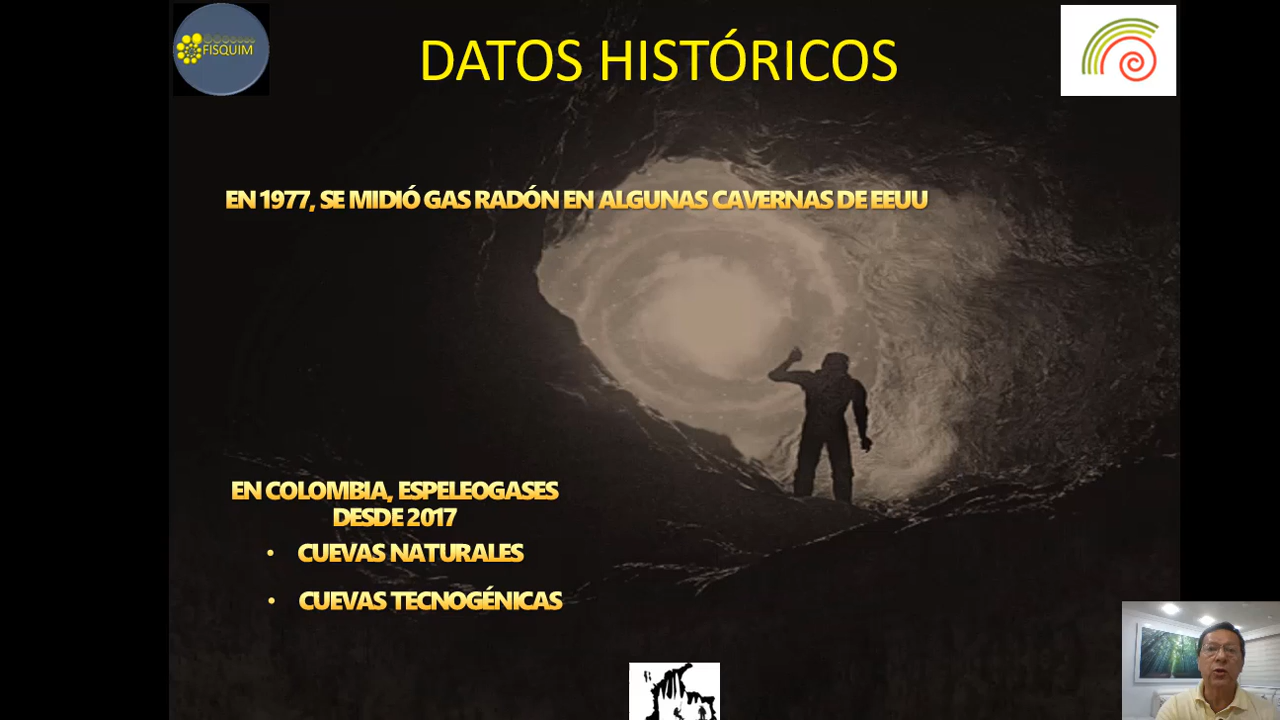 FISQUIM
DATOS HISTÓRICOS
EN 1977, SE MIDIÓ GAS RADÓN EN ALGUNAS CAVERNAS DE EEUU
EN COLOMBIA, ESPELEOGASES
DESDE 2017
• CUEVAS NATURALES
• CUEVAS TECNOGÉNICAS